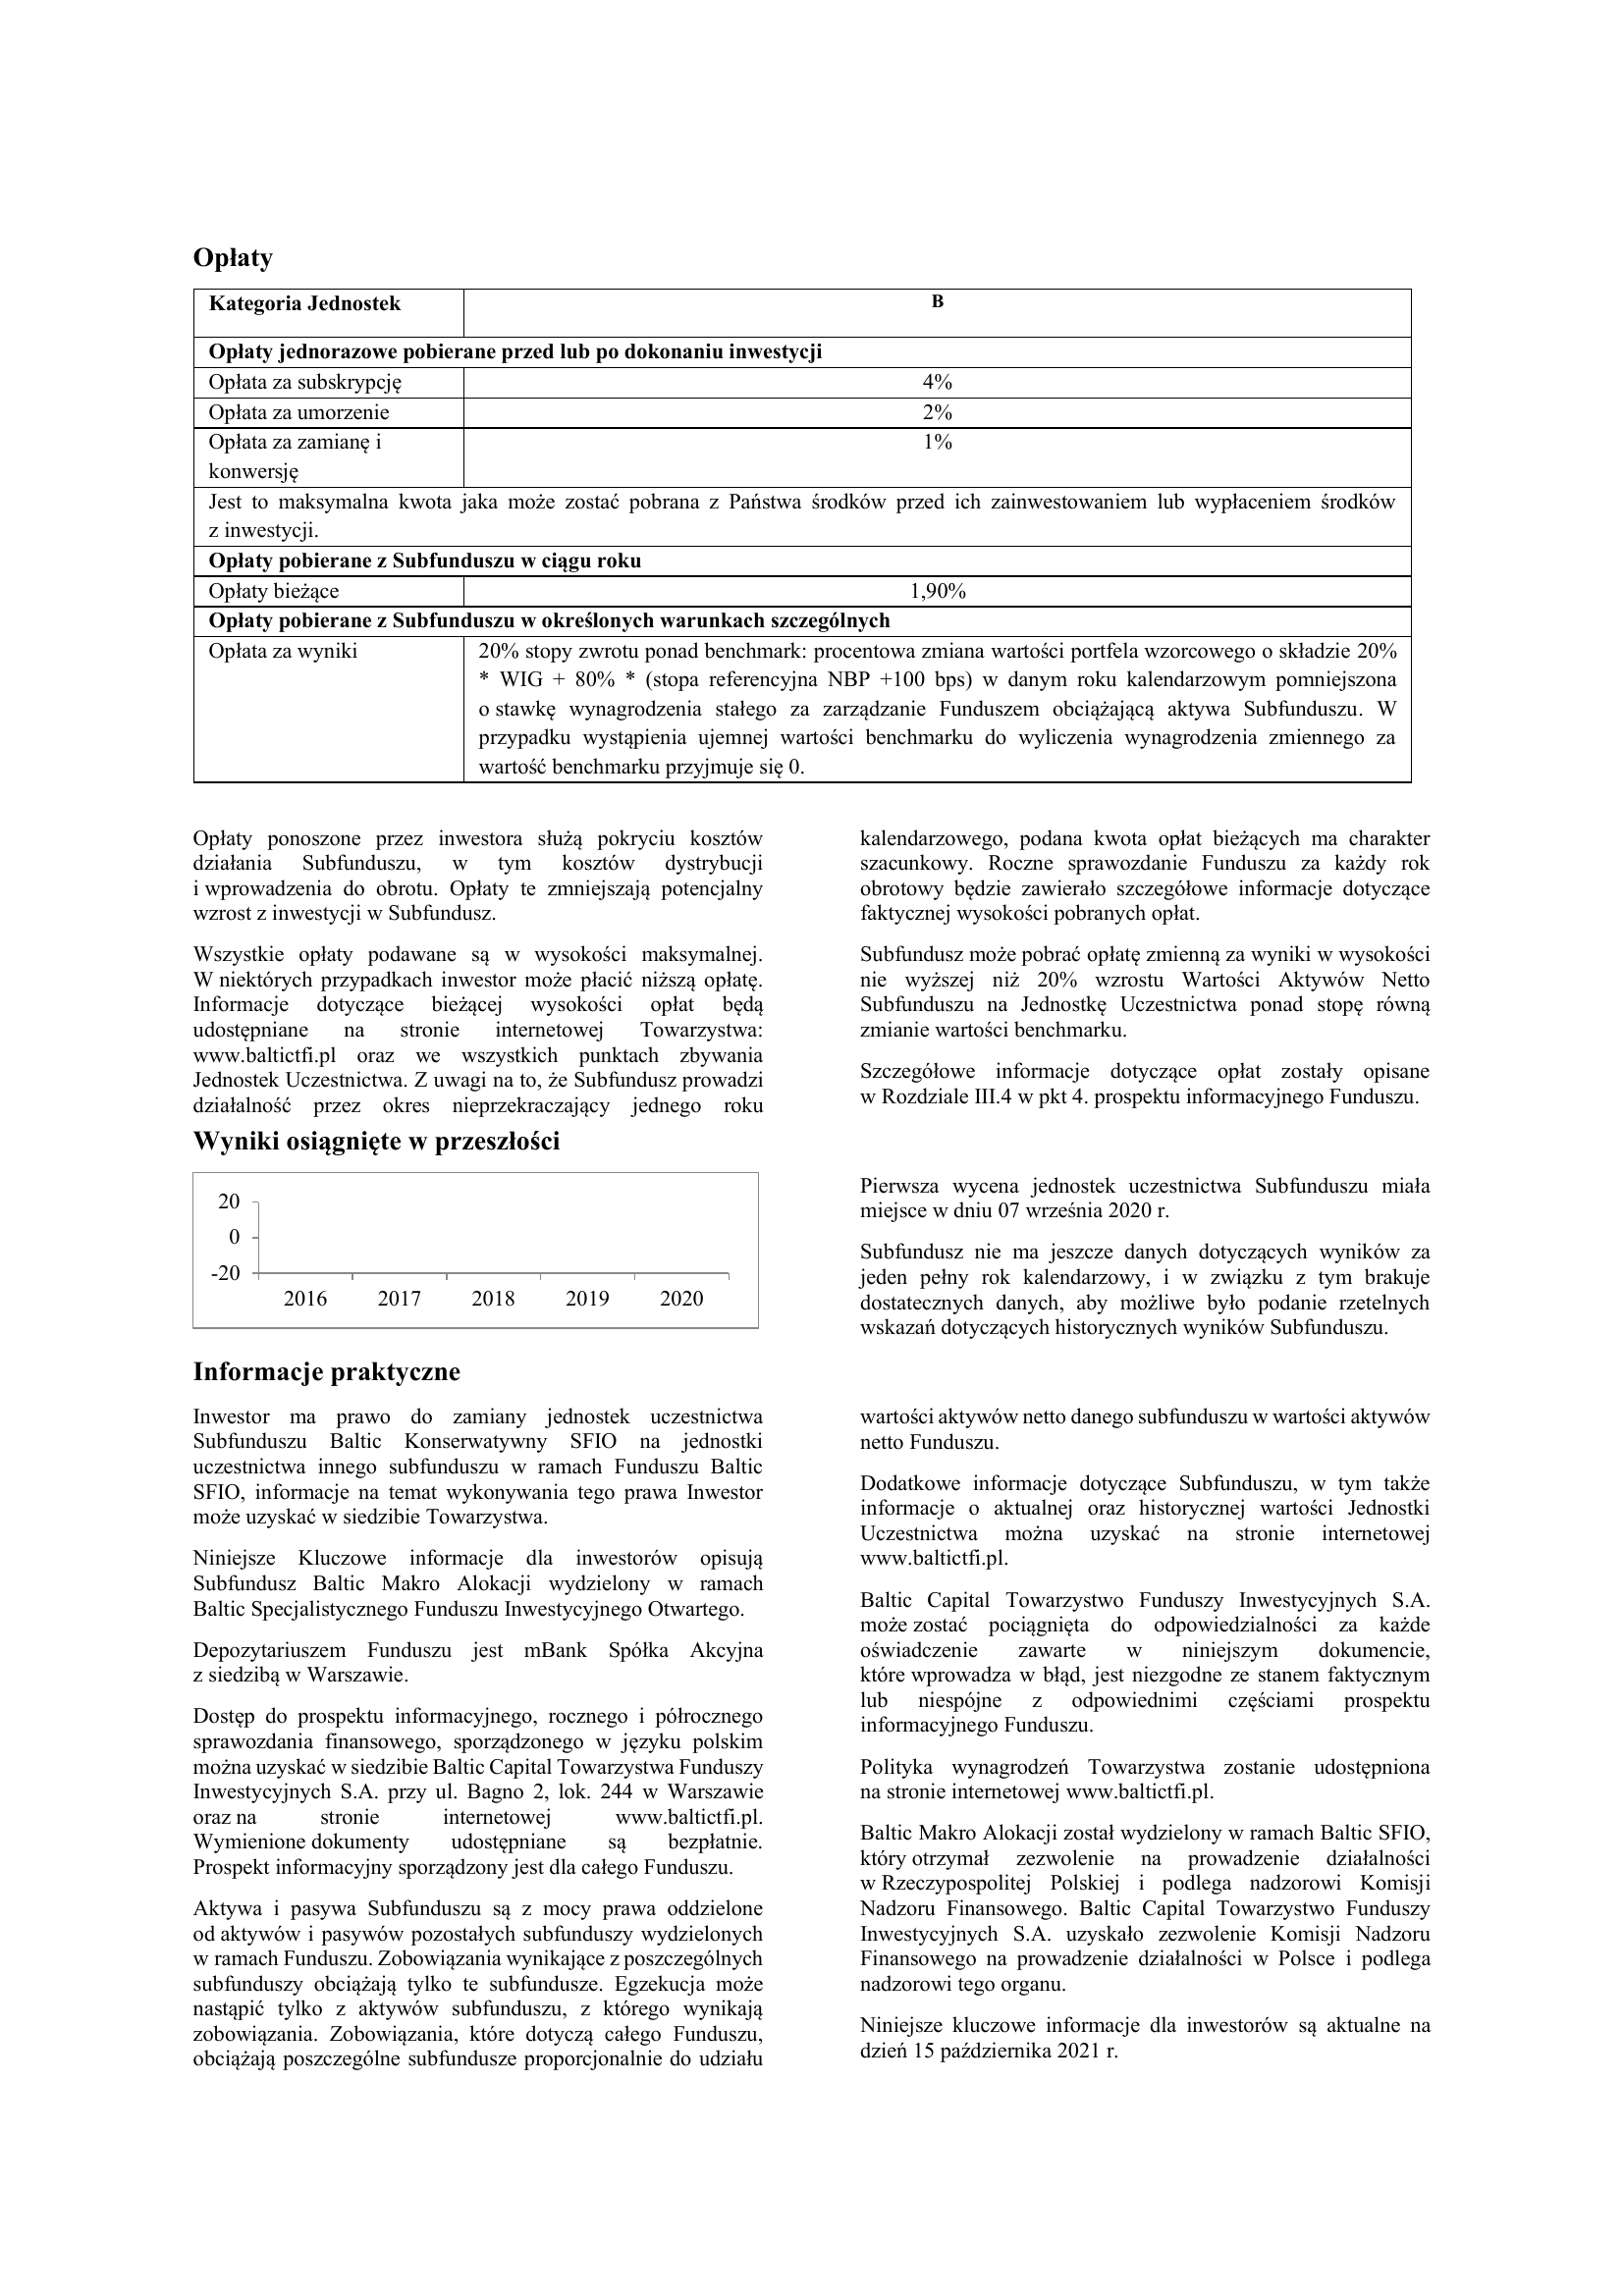 Opłaty
Kategoria Jednostek
B
Opłaty jednorazowe pobierane przed lub po dokonaniu inwestycji
Opłata za subskrypcję
4%
Opłata za umorzenie
2%
Opłata za zamianę i
konwersję
1%
Jest to maksymalna kwota jaka może zostać pobrana z Państwa środków przed ich zainwestowaniem lub wypłaceniem środków
z inwestycji.
Opłaty pobierane z Subfunduszu w ciągu roku
Opłaty bieżące
1,90%
Opłaty pobierane z Subfunduszu w określonych warunkach szczególnych
Opłata za wyniki
20% stopy zwrotu ponad benchmark: procentowa zmiana wartości portfela wzorcowego o składzie 20%
* WIG + 80% * (stopa referencyjna NBP +100 bps) w danym roku kalendarzowym pomniejszona
o stawkę wynagrodzenia stałego za zarządzanie Funduszem obciążającą aktywa Subfunduszu. W
przypadku wystąpienia ujemnej wartości benchmarku do wyliczenia wynagrodzenia zmiennego za
wartość benchmarku przyjmuje się 0.
Opłaty ponoszone przez inwestora służą pokryciu kosztów
działania Subfunduszu, w tym kosztów dystrybucji
i wprowadzenia do obrotu. Opłaty te zmniejszają potencjalny
wzrost z inwestycji w Subfundusz.
Wszystkie opłaty podawane są w wysokości maksymalnej.
W niektórych przypadkach inwestor może płacić niższą opłatę.
Informacje dotyczące bieżącej wysokości opłat będą
udostępniane na stronie internetowej Towarzystwa:
www.baltictfi.pl oraz we wszystkich punktach zbywania
Jednostek Uczestnictwa. Z uwagi na to, że Subfundusz prowadzi
działalność przez okres nieprzekraczający jednego roku
kalendarzowego, podana kwota opłat bieżących ma charakter
szacunkowy. Roczne sprawozdanie Funduszu za każdy rok
obrotowy będzie zawierało szczegółowe informacje dotyczące
faktycznej wysokości pobranych opłat.
Subfundusz może pobrać opłatę zmienną za wyniki w wysokości
nie wyższej niż 20% wzrostu Wartości Aktywów Netto
Subfunduszu na Jednostkę Uczestnictwa ponad stopę równą
zmianie wartości benchmarku.
Szczegółowe informacje dotyczące opłat zostały opisane
w Rozdziale III.4 w pkt 4. prospektu informacyjnego Funduszu.
Wyniki osiągnięte w przeszłości
20
0
-20
2016 2017 2018 2019 2020
Pierwsza wycena jednostek uczestnictwa Subfunduszu miała
miejsce w dniu 07 września 2020 r.
Subfundusz nie ma jeszcze danych dotyczących wyników za
jeden pełny rok kalendarzowy, i w związku z tym brakuje
dostatecznych danych, aby możliwe było podanie rzetelnych
wskazań dotyczących historycznych wyników Subfunduszu.
Informacje praktyczne
Inwestor ma prawo do zamiany jednostek uczestnictwa
Subfunduszu Baltic Konserwatywny SFIO na jednostki
uczestnictwa innego subfunduszu w ramach Funduszu Baltic
SFIO, informacje na temat wykonywania tego prawa Inwestor
może uzyskać w siedzibie Towarzystwa.
Niniejsze Kluczowe informacje dla inwestorów opisują
Subfundusz Baltic Makro Alokacji wydzielony w ramach
Baltic Specjalistycznego Funduszu Inwestycyjnego Otwartego.
Depozytariuszem Funduszu jest mBank Spółka Akcyjna
z siedzibą w Warszawie.
Dostęp do prospektu informacyjnego, rocznego i półrocznego
sprawozdania finansowego, sporządzonego w języku polskim
można uzyskać w siedzibie Baltic Capital Towarzystwa Funduszy
Inwestycyjnych S.A. przy ul. Bagno 2, lok. 244 w Warszawie
oraz na stronie internetowej www.baltictfi.pl.
Wymienione dokumenty udostępniane są bezpłatnie.
Prospekt informacyjny sporządzony jest dla całego Funduszu.
Aktywa i pasywa Subfunduszu są z mocy prawa oddzielone
od aktywów i pasywów pozostałych subfunduszy wydzielonych
w ramach Funduszu. Zobowiązania wynikające z poszczególnych
subfunduszy obciążają tylko te subfundusze. Egzekucja może
nastąpić tylko z aktywów subfunduszu, z którego wynikają
zobowiązania. Zobowiązania, które dotyczą całego Funduszu,
obciążają poszczególne subfundusze proporcjonalnie do udziału
wartości aktywów netto danego subfunduszu w wartości aktywów
netto Funduszu.
Dodatkowe informacje dotyczące Subfunduszu, w tym także
informacje o aktualnej oraz historycznej wartości Jednostki
Uczestnictwa można uzyskać na stronie internetowej
www.baltictfi.pl.
Baltic Capital Towarzystwo Funduszy Inwestycyjnych S.A.
może zostać pociągnięta do odpowiedzialności za każde
oświadczenie zawarte w niniejszym dokumencie,
które wprowadza w błąd, jest niezgodne ze stanem faktycznym
lub niespójne z odpowiednimi częściami prospektu
informacyjnego Funduszu.
Polityka wynagrodzeń Towarzystwa zostanie udostępniona
na stronie internetowej www.baltictfi.pl.
Baltic Makro Alokacji został wydzielony w ramach Baltic SFIO,
który otrzymał zezwolenie na prowadzenie działalności
w Rzeczypospolitej Polskiej i podlega nadzorowi Komisji
Nadzoru Finansowego. Baltic Capital Towarzystwo Funduszy
Inwestycyjnych S.A. uzyskało zezwolenie Komisji Nadzoru
Finansowego na prowadzenie działalności w Polsce i podlega
nadzorowi tego organu.
Niniejsze kluczowe informacje dla inwestorów są aktualne na
dzień 15 października 2021 r.